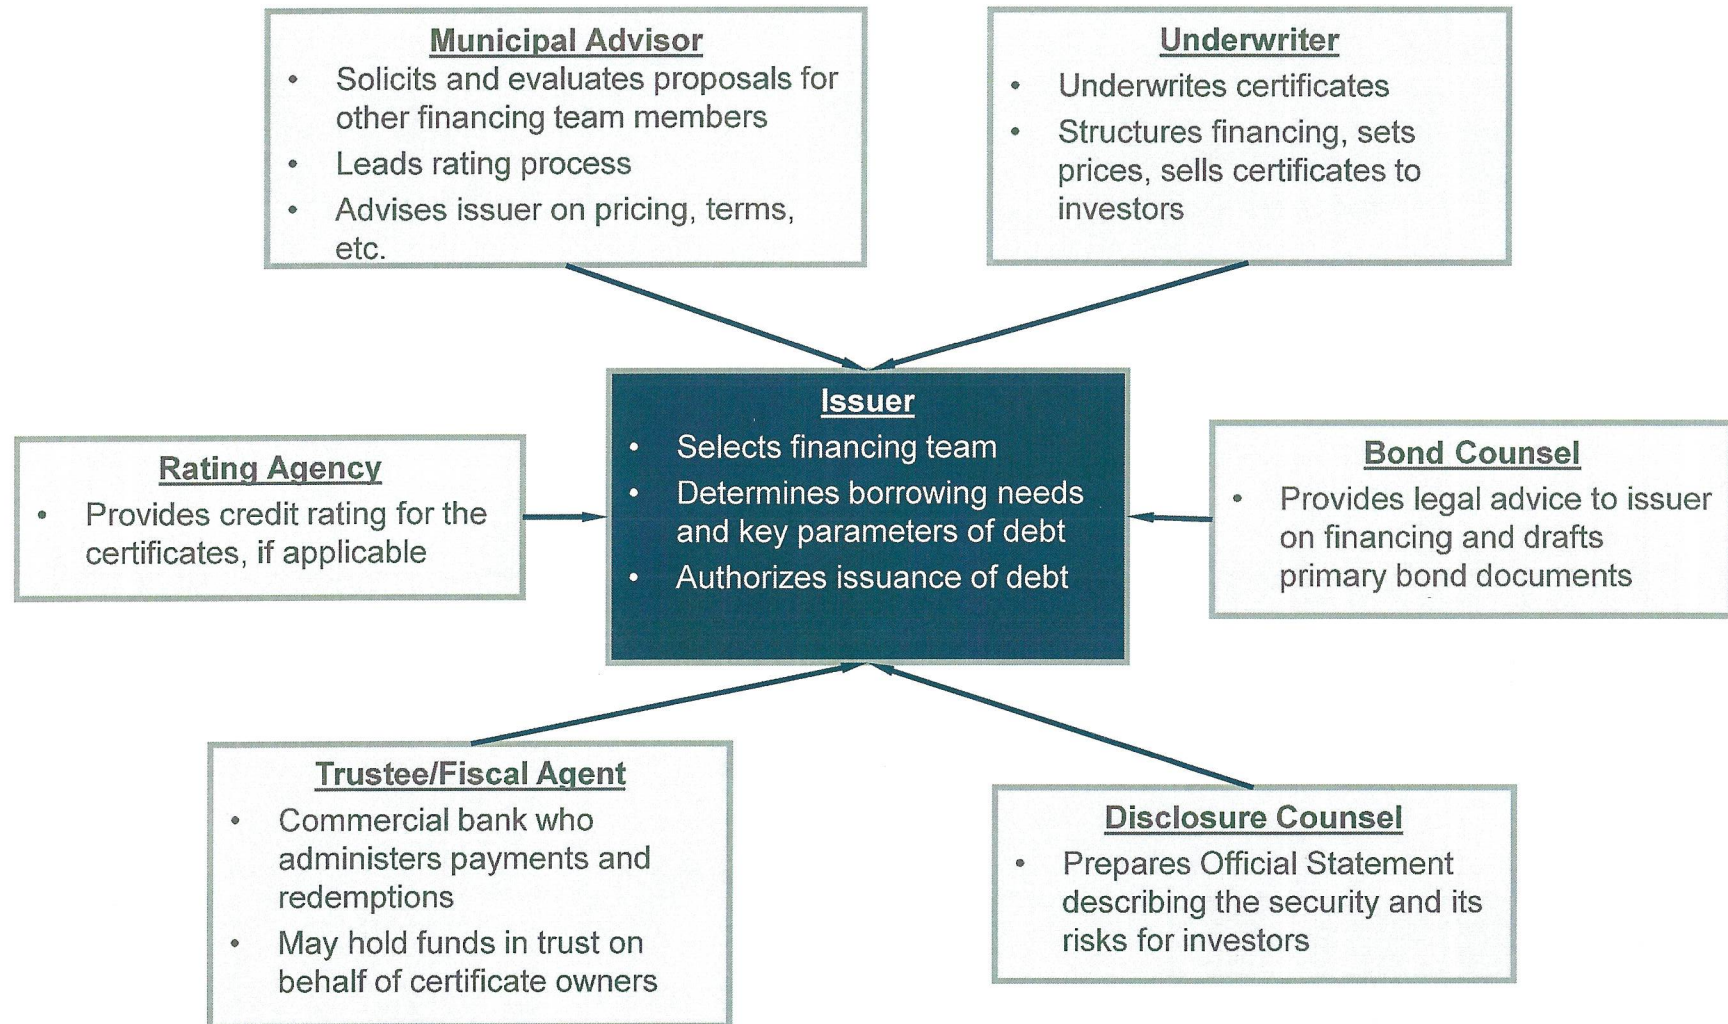 Municipal Advisor
• Solicits and evaluates proposals for
other financing team members
• Leads rating process
• Advises issuer on pricing, terms,
etc.
Underwriter
• Underwrites certificates
• Structures financing, sets
prices, sells certificates to
investors
Issuer
• Selects financing team
• Determines borrowing needs
and key parameters of debt
• Authorizes issuance of debt
Rating Agency
• Provides credit rating for the
certificates, if applicable
Bond Counsel
• Provides legal advice to issuer
on financing and drafts
primary bond documents
Trustee/Fiscal Agent
• Commercial bank who
administers payments and
redemptions
• May hold funds in trust on
behalf of certificate owners
Disclosure Counsel
• Prepares Official Statement
describing the security and its
risks for investors